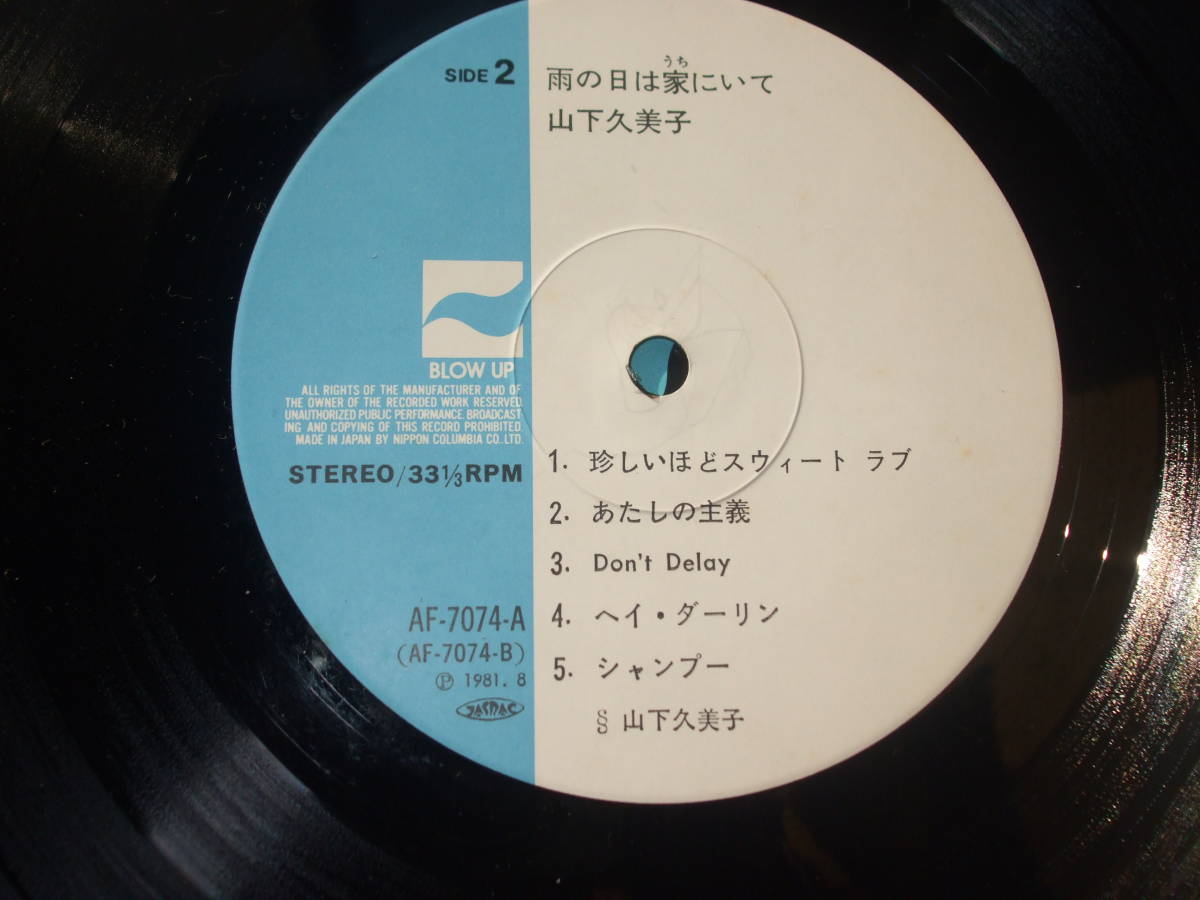 SIDE 2
雨の日は家にいて
うち
山下久美子
BLOW UP
ALL RIGHTS OF THE MANUFACTURER AND OF
THE OWNER OF THE RECORDED WORK RESERVED.
UNAUTHORIZED PUBLIC PERFORMANCE BROADCAST
ING AND COPYING OF THIS RECORD PROHIBITED.
MADE IN JAPAN BY NIPPON COLUMBIA CO. LTD.
STEREO/33⅓RPM
1. 珍しいほどスウィート ラブ
2. あたしの主義
3. Don't Delay
4. ヘイ・ダーリン
5. シャンプー
§ 山下久美子
AF-7074-A
(AF-7074-B)
Ⓟ 1981. 8
JASRAC